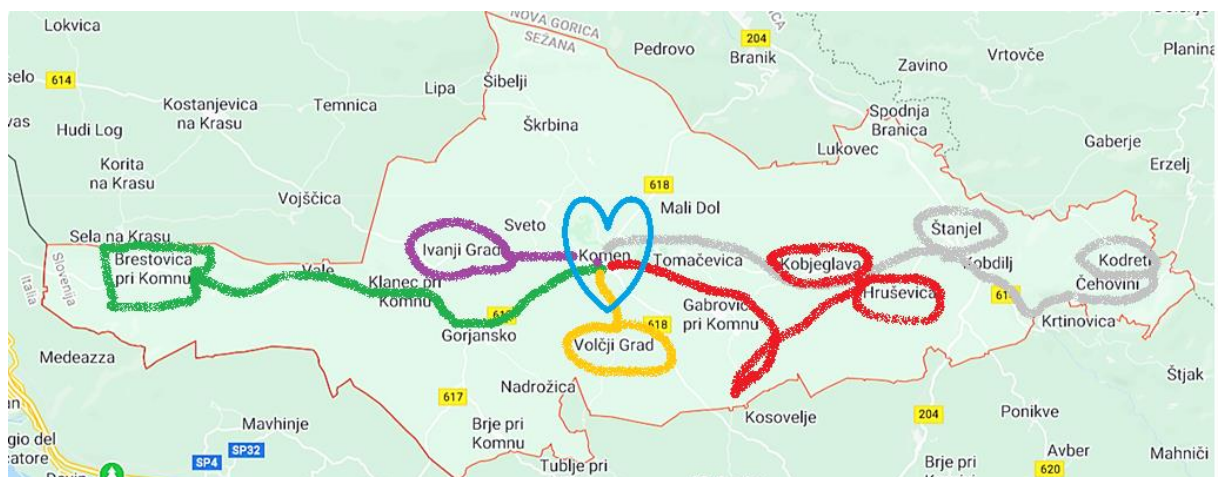 Lokvica
NOVA GORICA
SEŽANA
Pedrovo
204
Branik
Vrtovče
Planina
Zavino
selo
614
Kostanjevica
na Krasu
Temnica
Lipa
Šibelji
Škrbina
Spodnja
Branica
Lukovec
Gaberje
Erzelj
vas
Hudi Log
Korita
na Krasu
Vojščica
618
Mali Dol
Sveto
Sela na Krasu
Brestovica
pri Komnu
Ivanji Grad
Komen
Tomačevica
Kobjeglava
Štanjel
Kobdilj
Kodreti
Čehovini
Italia
Slovenija
Vale
Klanec pri
Komnu
Hruševica
Gabrovica
pri Komnu
Krtinovica
Gorjansko
618
Volčji Grad
Medeazza
Nadrožica
Štjak
617
Kosovelje
204
Ponikve
Mavhinje
Brje pri
Komnu
gio del
catore
SP4
SP32
Tublje pri
Brje pri
Avber
620
Mahniči